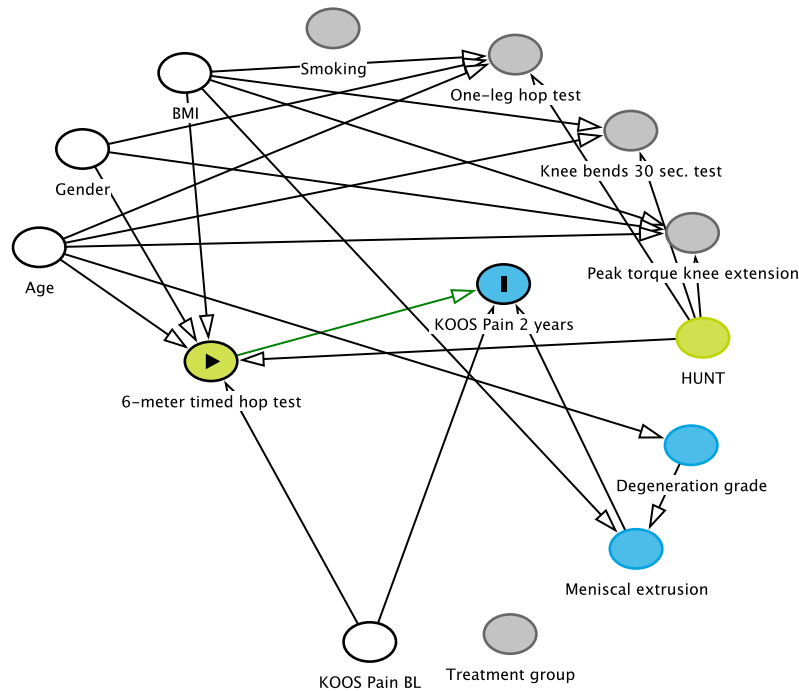 Smoking
One-leg hop test
BMI
Knee bends 30 sec. test
Gender
Peak torque knee extension
Age
KOOS Pain 2 years
HUNT
6-meter timed hop test
Degeneration grade
Meniscal extrusion
KOOS Pain BL
Treatment group